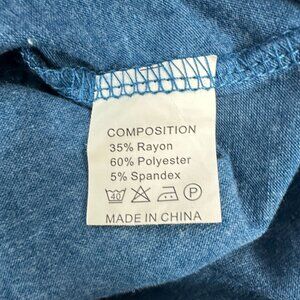 COMPOSITION
35% Rayon
60% Polyester
5% Spandex
40 P
MADE IN CHINA